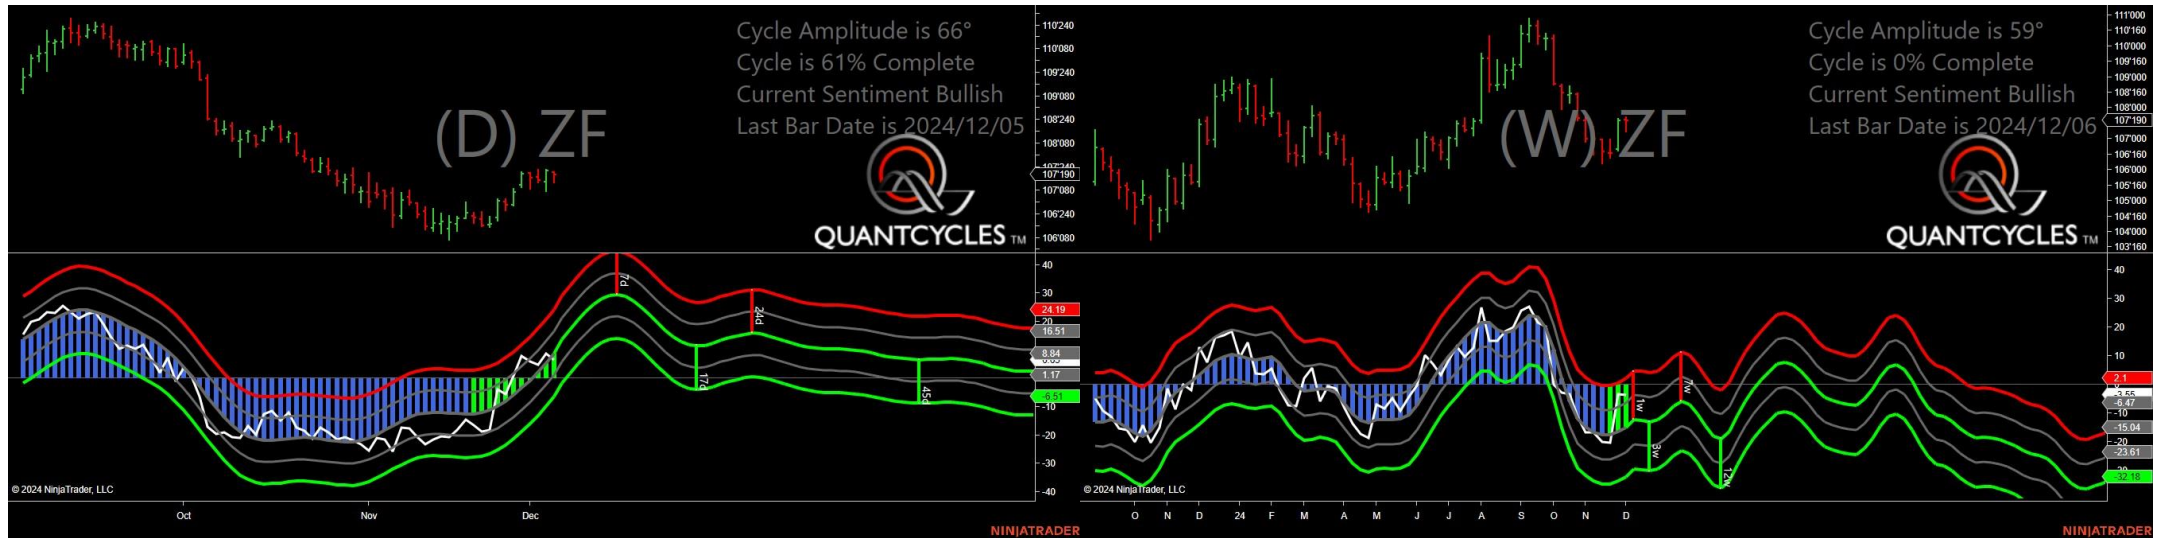 Cycle Amplitude is 66°
Cycle is 61% Complete
Current Sentiment Bullish
Last Bar Date is 2024/12/05
(D) ZF
QUANTCYCLES TM
110'240
110'080
109'240
109'080
108'240
108'080
107'240
107'190
107'080
106'240
106'080
40
30
24.19
20
16.51
8.84
1.17
-6.51
-10
-20
-30
-40
7d
17d
24d
45d
© 2024 NinjaTrader, LLC
Oct Nov Dec
NINJATRADER
Cycle Amplitude is 59°
Cycle is 0% Complete
Current Sentiment Bullish
Last Bar Date is 2024/12/06
(W) ZF
QUANTCYCLES TM
111'000
110'160
110'000
109'160
109'000
108'160
108'000
107'190
107'000
106'160
106'000
105'160
105'000
104'160
104'000
103'160
40
30
20
10
2.1
-3.55
-6.47
-10
-15.04
-20
-23.61
-32.18
1w
3w
7w
12w
© 2024 NinjaTrader, LLC
O N D 24 F M A M J J A S O N D
NINJATRADER